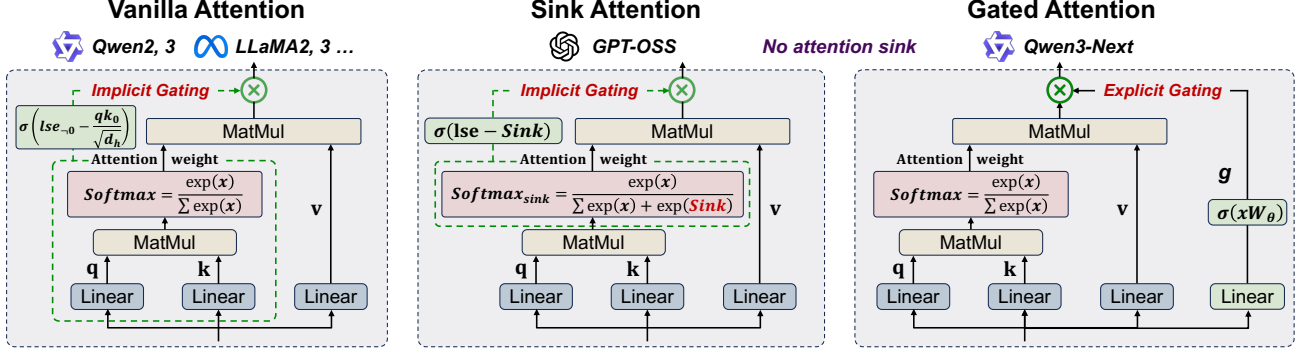 Vanilla Attention
Qwen2, 3 LLaMA2, 3 ...
Implicit Gating
σ(lse¬0 − qk0/√dh)
MatMul
Attention weight
Softmax = exp(x)/∑ exp(x)
v
MatMul
q k
Linear Linear Linear
Sink Attention
GPT-OSS
Implicit Gating
σ(lse − Sink)
MatMul
Attention weight
Softmaxsink = exp(x)/∑ exp(x) + exp(Sink)
v
MatMul
q k
Linear Linear Linear
No attention sink
Gated Attention
Qwen3-Next
Explicit Gating
MatMul
Attention weight
g
Softmax = exp(x)/∑ exp(x)
v
σ(xWθ)
MatMul
q k
Linear Linear Linear Linear